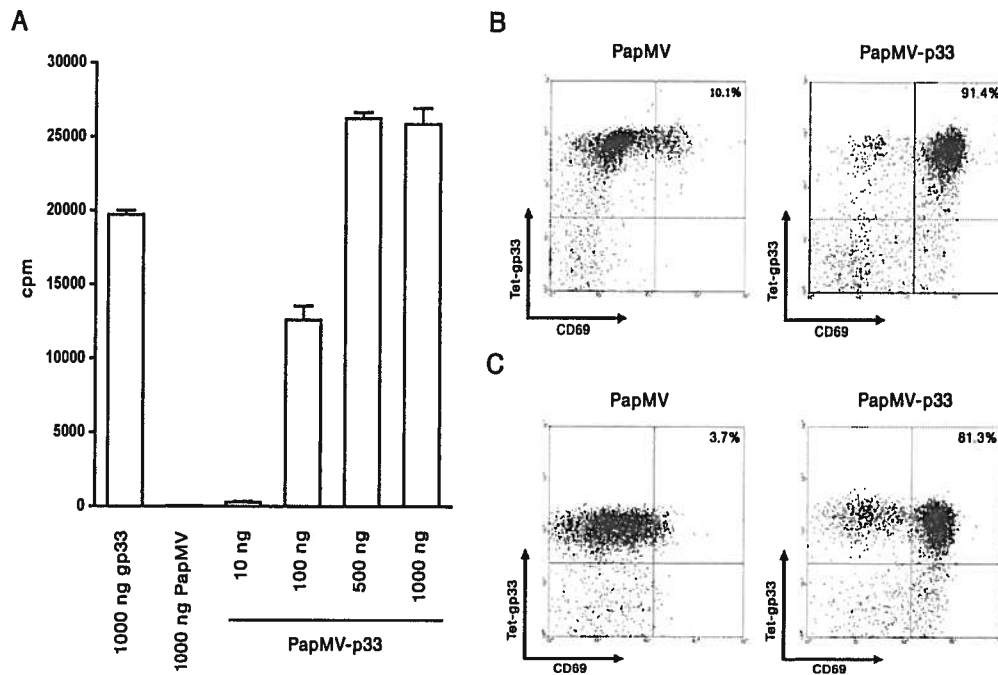 A
30000
25000
20000
15000
10000
5000
0
cpm
1000 ng gp33
1000 ng PapMV
10 ng
100 ng
500 ng
1000 ng
PapMV-p33
B
PapMV
10.1%
Tet-gp33
CD69
PapMV-p33
91.4%
Tet-gp33
CD69
C
PapMV
3.7%
Tet-gp33
CD69
PapMV-p33
81.3%
Tet-gp33
CD69